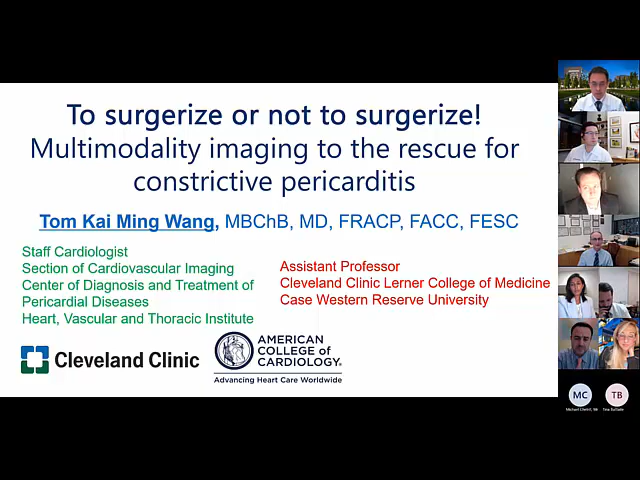 To surgerize or not to surgerize!
Multimodality imaging to the rescue for
constrictive pericarditis
Tom Kai Ming Wang, MBChB, MD, FRACP, FACC, FESC
Staff Cardiologist
Section of Cardiovascular Imaging
Center of Diagnosis and Treatment of
Pericardial Diseases
Heart, Vascular and Thoracic Institute
Assistant Professor
Cleveland Clinic Lerner College of Medicine
Case Western Reserve University
Cleveland Clinic
AMERICAN
COLLEGE of
CARDIOLOGY®
Advancing Heart Care Worldwide
MC
TB
Michael Chetrit,
Tina